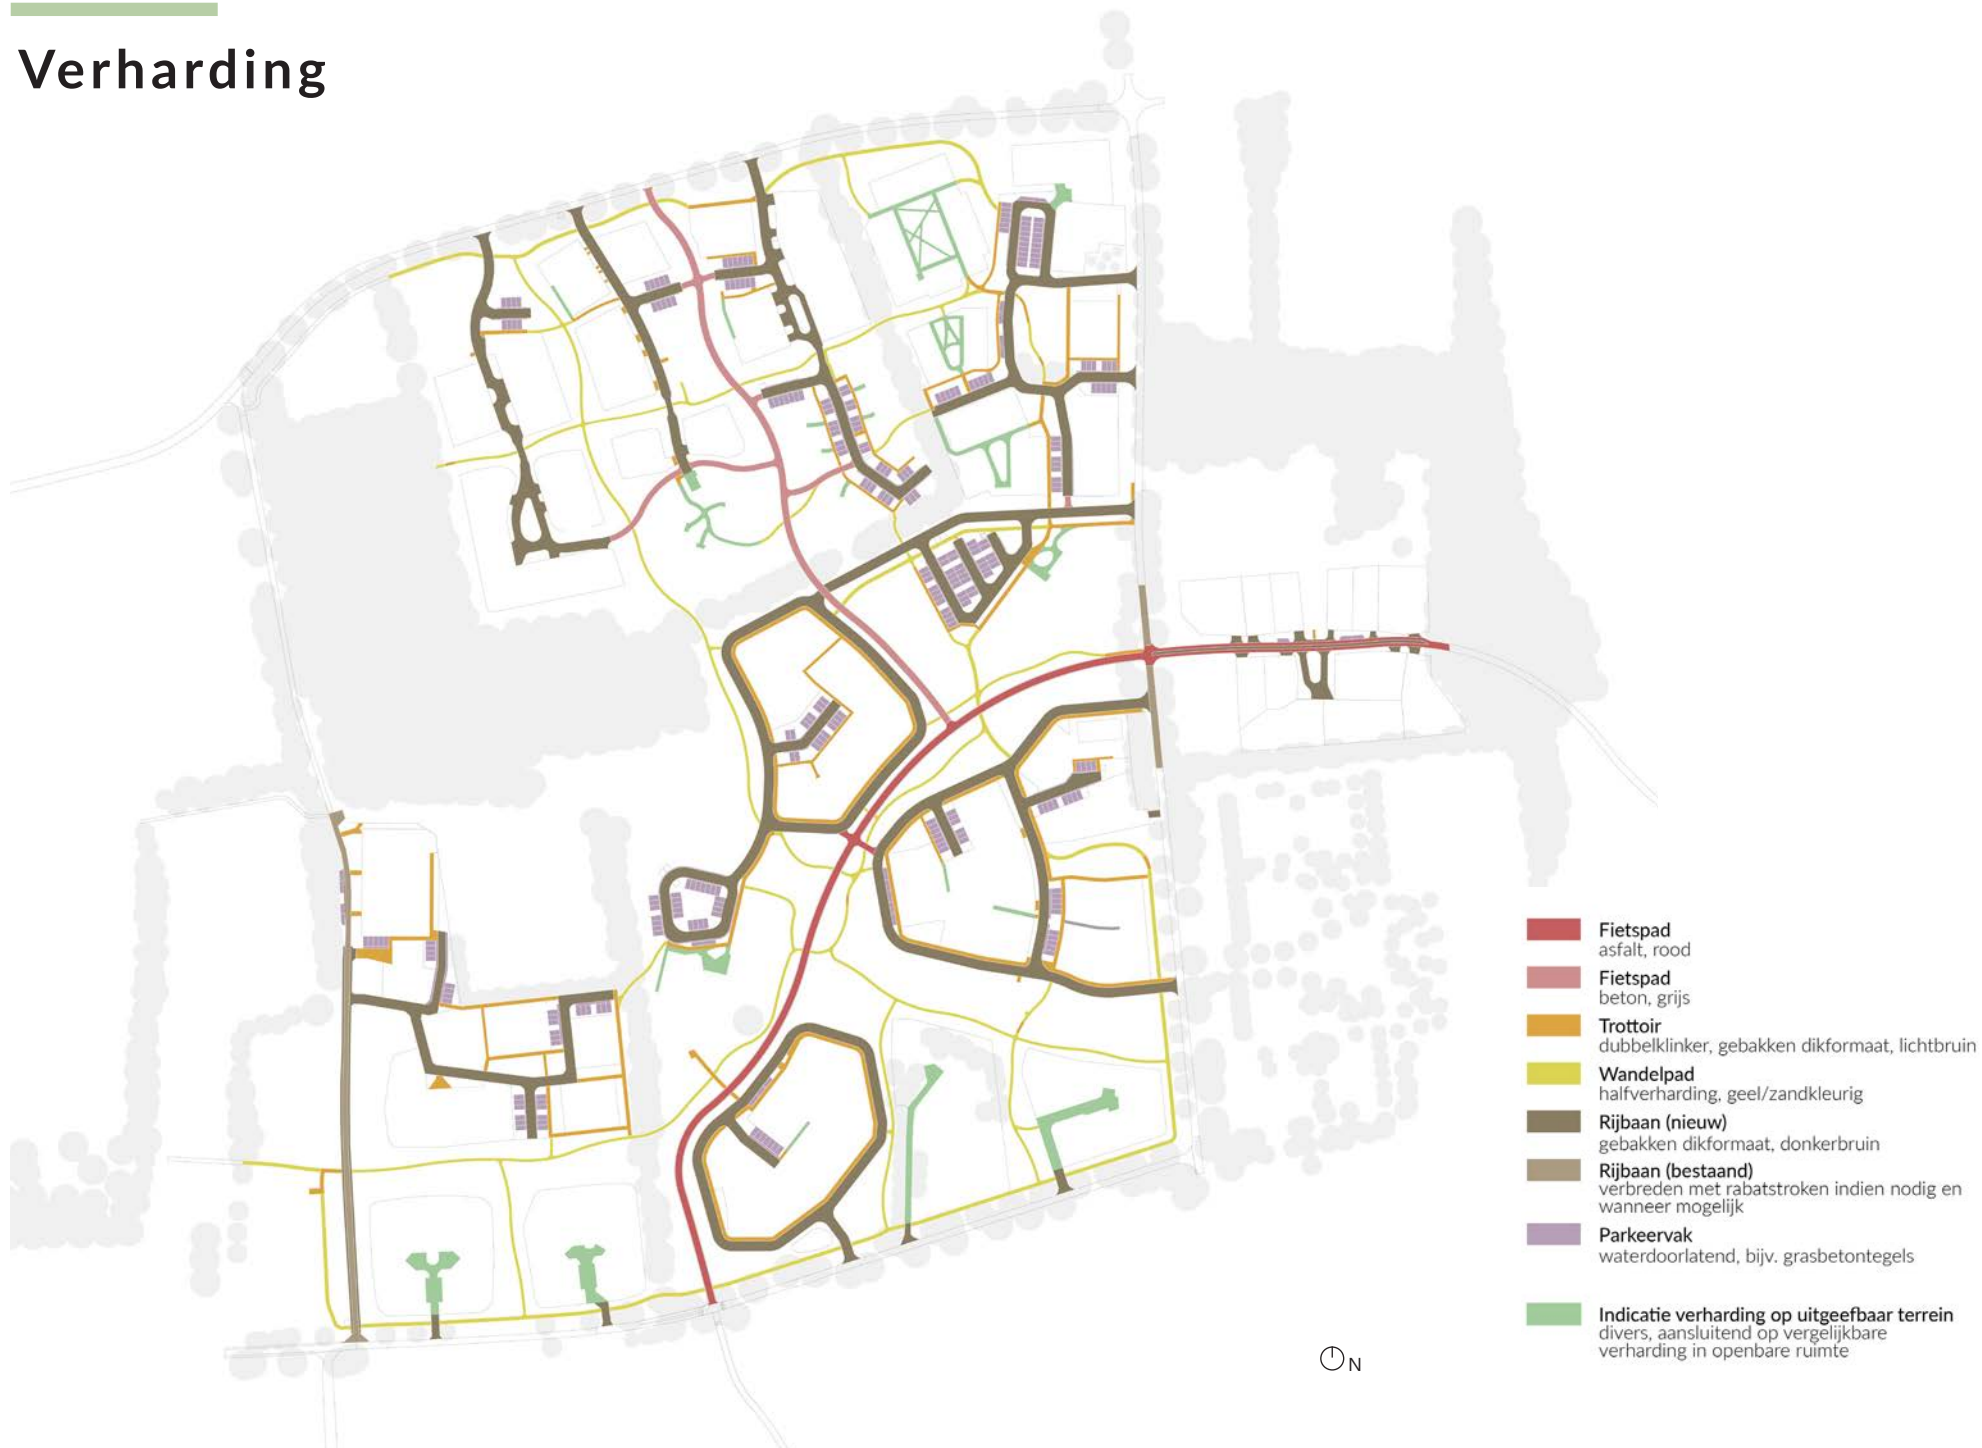 Verharding
Fietspad
asfalt, rood
Fietspad
beton, grijs
Trottoir
dubbelklinker, gebakken dikformaat, lichtbruin
Wandelpad
halfverharding, geel/zandkleurig
Rijbaan (nieuw)
gebakken dikformaat, donkerbruin
Rijbaan (bestaand)
verbreden met rabatstroken indien nodig en
wanneer mogelijk
Parkeervak
waterdoorlatend, bijv. grasbetontegels
Indicatie verharding op uitgeefbaar terrein
divers, aansluitend op vergelijkbare
verharding in openbare ruimte
N